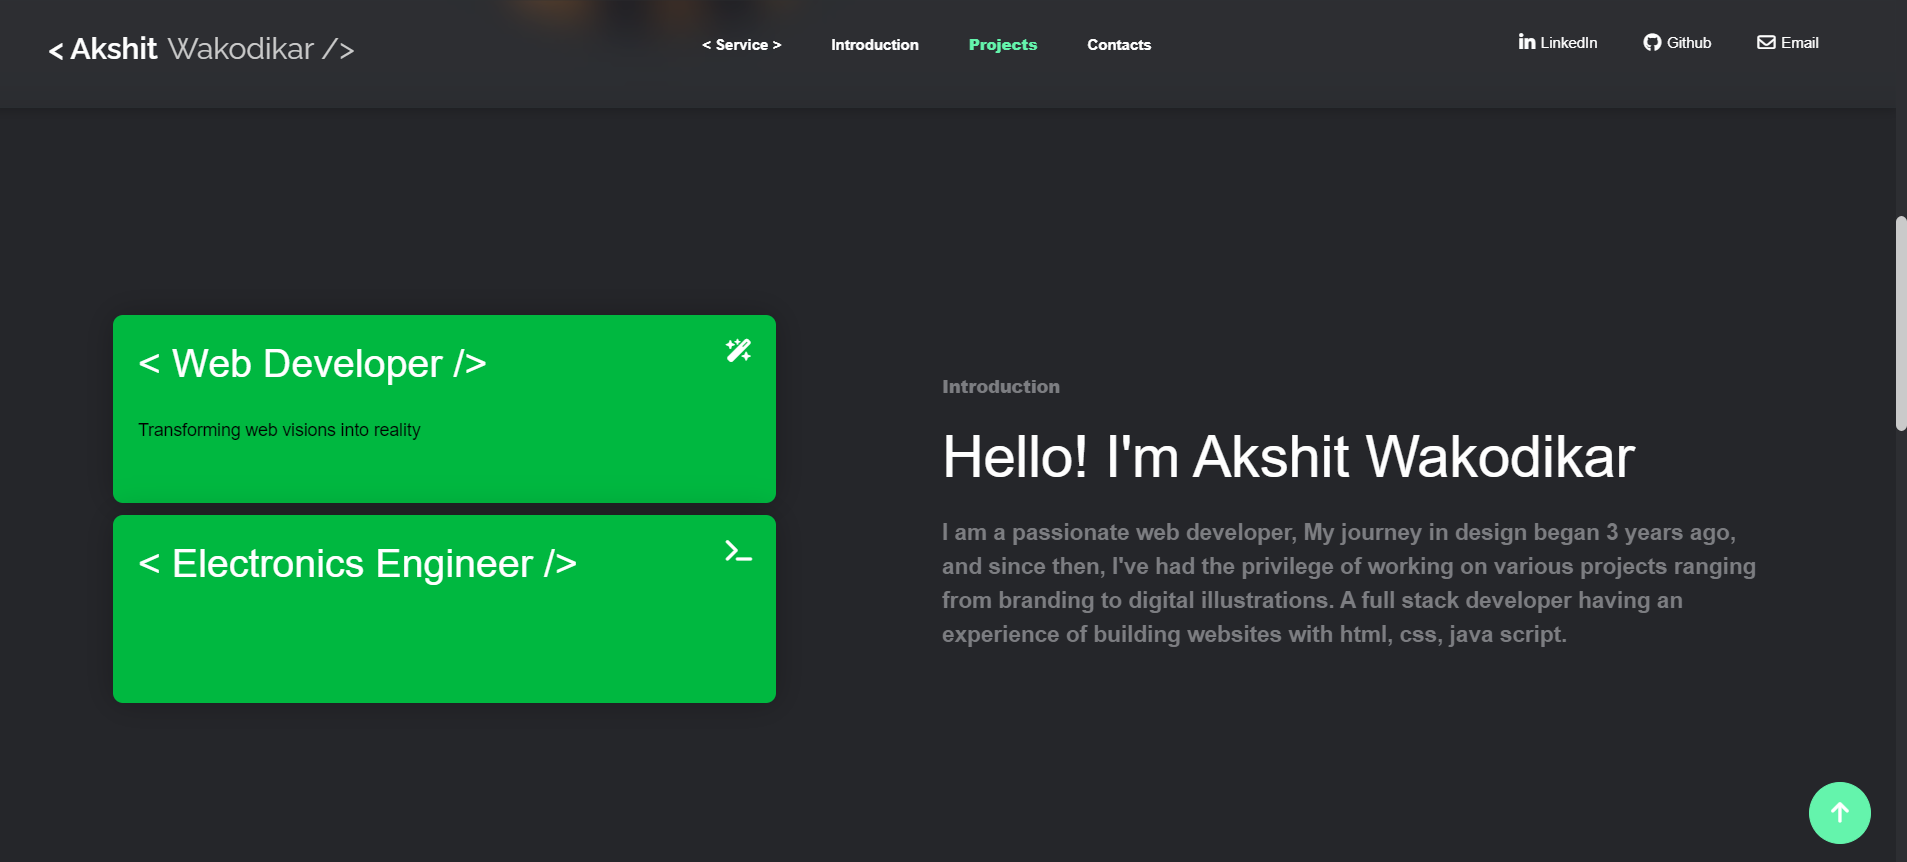 < Akshit Wakodikar />
< Service >
Introduction
Projects
Contacts
LinkedIn
Github
Email
< Web Developer />
Transforming web visions into reality
< Electronics Engineer />
Introduction
Hello! I'm Akshit Wakodikar
I am a passionate web developer, My journey in design began 3 years ago,
and since then, I've had the privilege of working on various projects ranging
from branding to digital illustrations. A full stack developer having an
experience of building websites with html, css, java script.